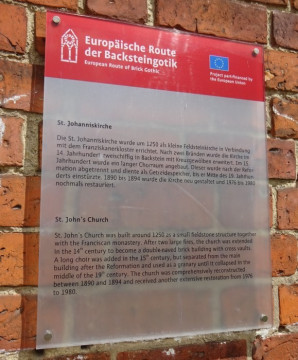 Europäische Route
der Backsteingotik
European Route of Brick Gothic
Project part-financed by
the European Union
St. Johanniskirche
Die St. Johanniskirche wurde um 1250 als kleine Feldsteinkirche in Verbindung
mit dem Franziskanerkloster errichtet. Nach zwei Bränden wurde die Kirche im
14. Jahrhundert zweischiffig in Backstein mit Kreuzgewölben erweitert. Im 15.
Jahrhundert wurde ein langer Chorraum angebaut. Dieser wurde nach der Refor-
mation abgetrennt und diente als Getreidespeicher, bis er Mitte des 19. Jahrhun-
derts einstürzte. 1890 bis 1894 wurde die Kirche neu gestaltet und 1976 bis 1980
nochmals restauriert.
St. John's Church
St. John's Church was built around 1250 as a small fieldstone structure together
with the Franciscan monastery. After two large fires, the church was extended
in the 14th century to become a double-naved brick building with cross vaults.
A long choir was added in the 15th century, but separated from the main
building after the Reformation and used as a granary until it collapsed in the
middle of the 19th century. The church was comprehensively reconstructed
between 1890 and 1894 and received another extensive restoration from 1976
to 1980.